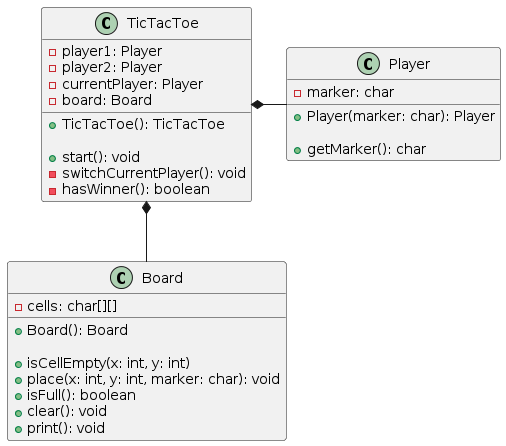 C TicTacToe
player1: Player
player2: Player
currentPlayer: Player
board: Board
TicTacToe(): TicTacToe
start(): void
switchCurrentPlayer(): void
hasWinner(): boolean
C Player
marker: char
Player(marker: char): Player
getMarker(): char
C Board
cells: char[][]
Board(): Board
isCellEmpty(x: int, y: int)
place(x: int, y: int, marker: char): void
isFull(): boolean
clear(): void
print(): void